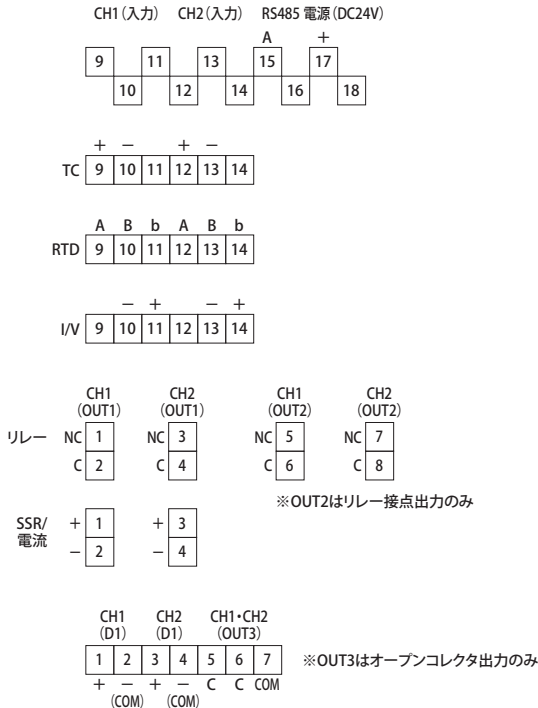 CH1（入力） CH2（入力） RS485 電源（DC24V）
A +
9 11 13 15 17
10 12 14 16 18
+ − + −
TC 9 10 11 12 13 14
A B b A B b
RTD 9 10 11 12 13 14
− + − +
I/V 9 10 11 12 13 14
CH1 CH2 CH1 CH2
（OUT1） （OUT1） （OUT2） （OUT2）
リレー NC 1 NC 3 NC 5 NC 7
C 2 C 4 C 6 C 8
※OUT2はリレー接点出力のみ
SSR/ + 1 + 3
電流 − 2 − 4
CH1 CH2 CH1・CH2
（D1） （D1） （OUT3）
1 2 3 4 5 6 7 ※OUT3はオープンコレクタ出力のみ
+ − + − C C COM
（COM） （COM）